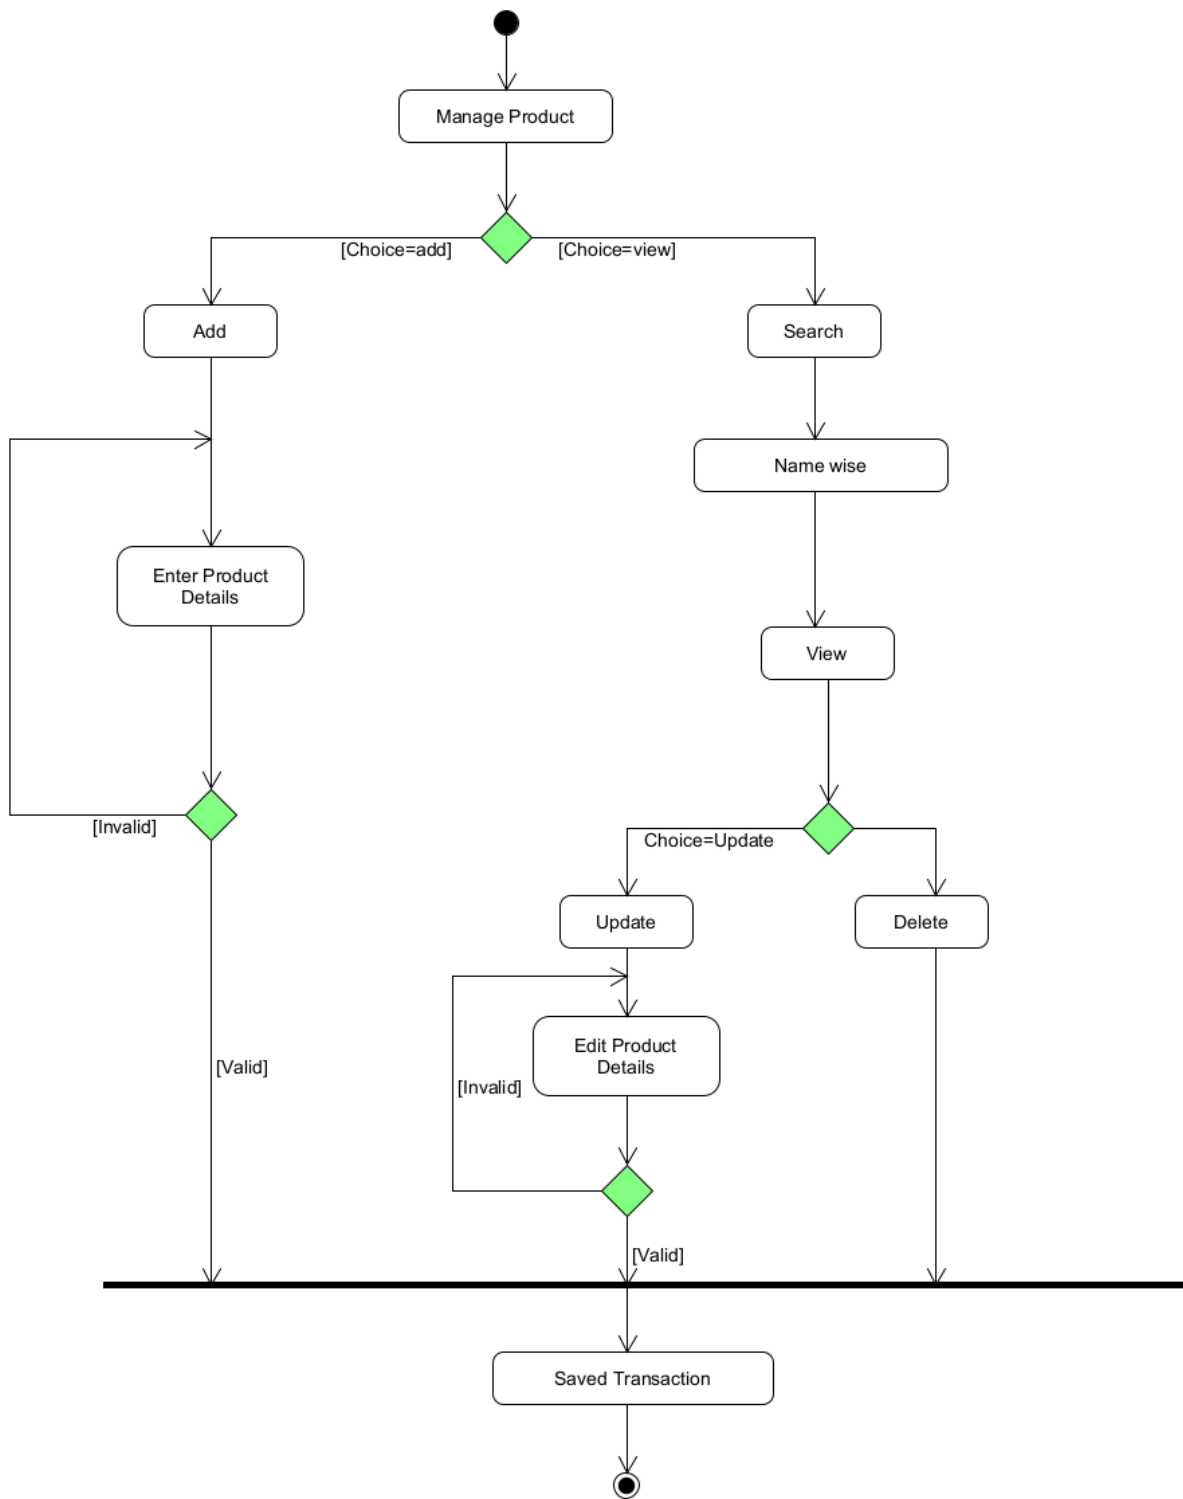 Manage Product
[Choice=add]
[Choice=view]
Add
Search
Name wise
Enter Product
Details
View
[Invalid]
Choice=Update
Update
Delete
Edit Product
Details
[Valid]
[Invalid]
[Valid]
Saved Transaction